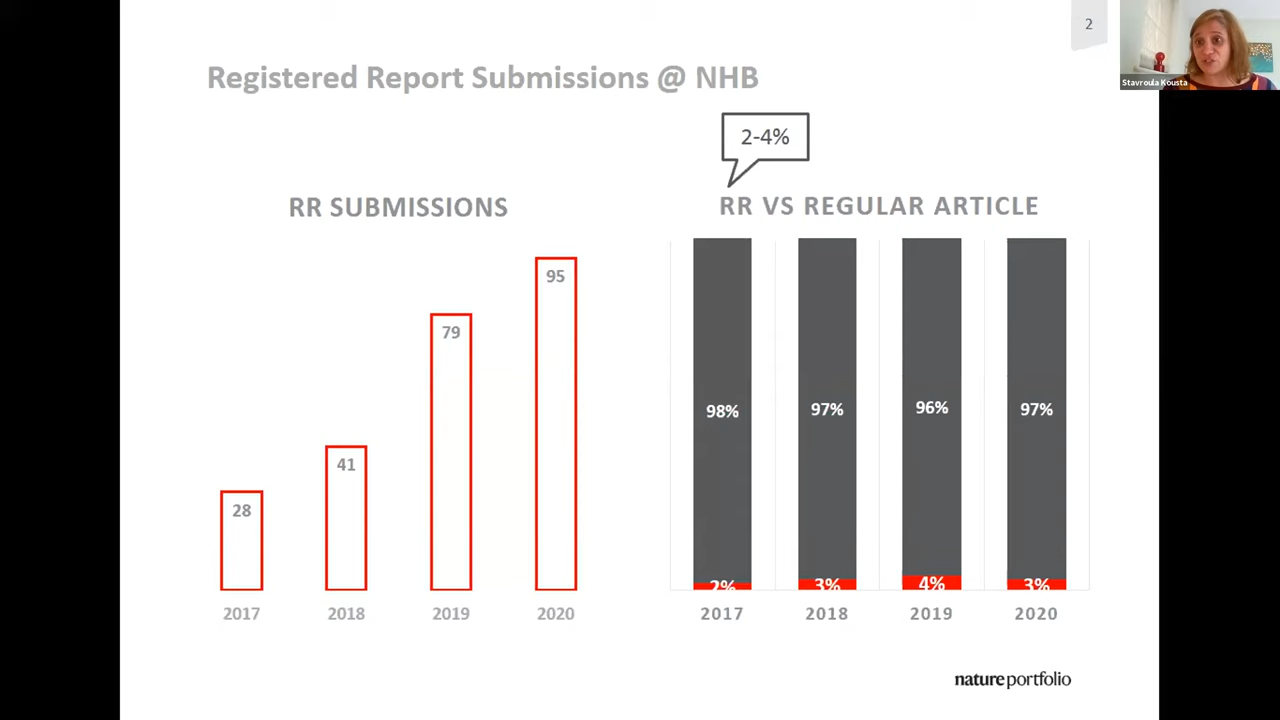 2
Stavroula Kousta
Registered Report Submissions @ NHB
2-4%
RR SUBMISSIONS
95
79
41
28
2017 2018 2019 2020
RR VS REGULAR ARTICLE
98% 97% 96% 97%
2% 3% 4% 3%
2017 2018 2019 2020
nature portfolio